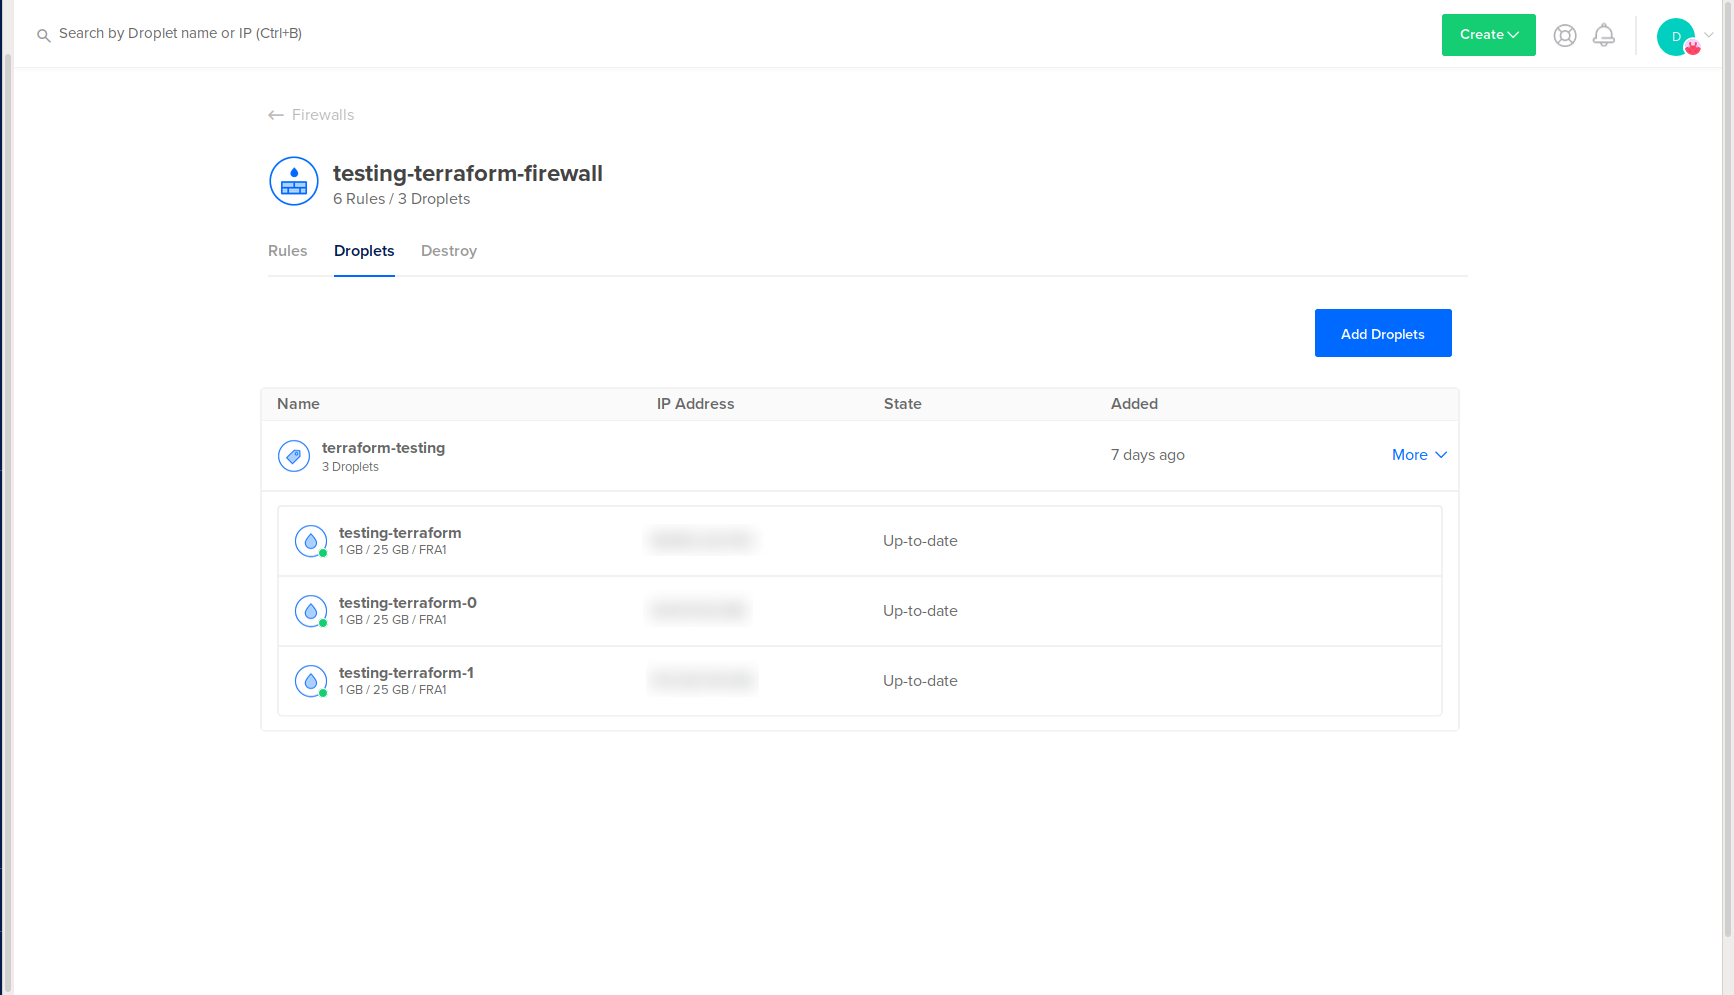 Search by Droplet name or IP (Ctrl+B)
Create
D
Firewalls
testing-terraform-firewall
6 Rules / 3 Droplets
Rules Droplets Destroy
Add Droplets
Name IP Address State Added
terraform-testing
3 Droplets
7 days ago
More
testing-terraform
1 GB / 25 GB / FRA1
Up-to-date
testing-terraform-0
1 GB / 25 GB / FRA1
Up-to-date
testing-terraform-1
1 GB / 25 GB / FRA1
Up-to-date